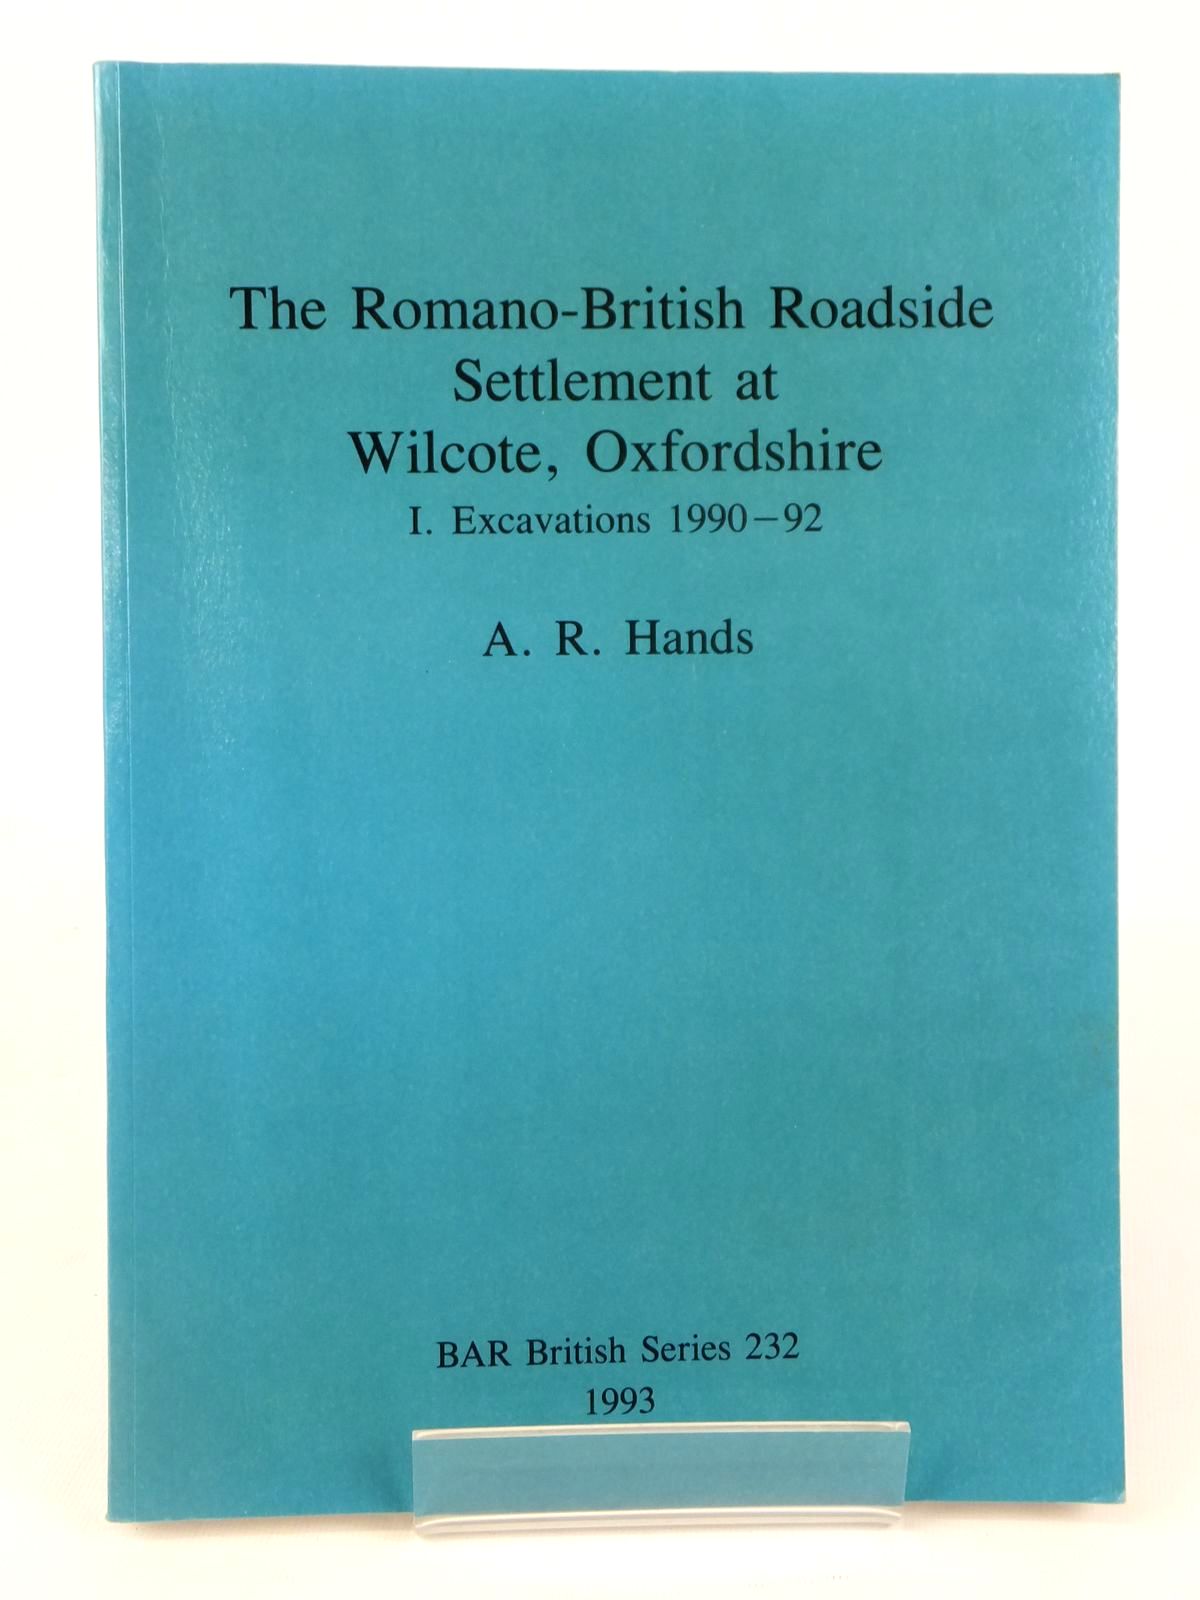 The Romano-British Roadside
Settlement at
Wilcote, Oxfordshire
I. Excavations 1990–92
A. R. Hands
BAR British Series 232
1993